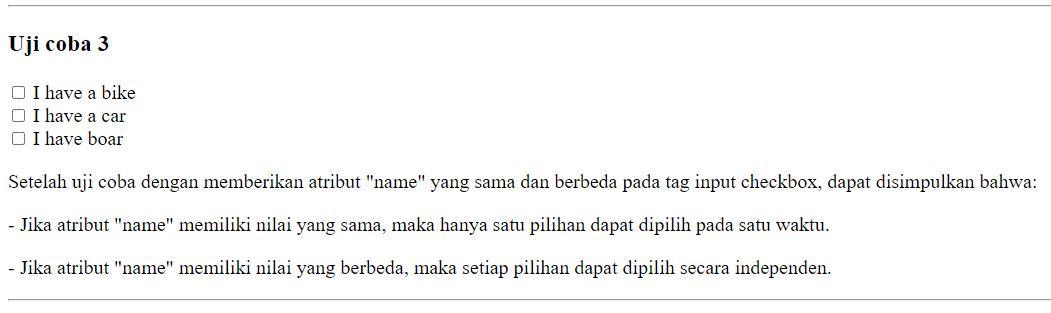 Uji coba 3
I have a bike
I have a car
I have boar
Setelah uji coba dengan memberikan atribut "name" yang sama dan berbeda pada tag input checkbox, dapat disimpulkan bahwa:
- Jika atribut "name" memiliki nilai yang sama, maka hanya satu pilihan dapat dipilih pada satu waktu.
- Jika atribut "name" memiliki nilai yang berbeda, maka setiap pilihan dapat dipilih secara independen.